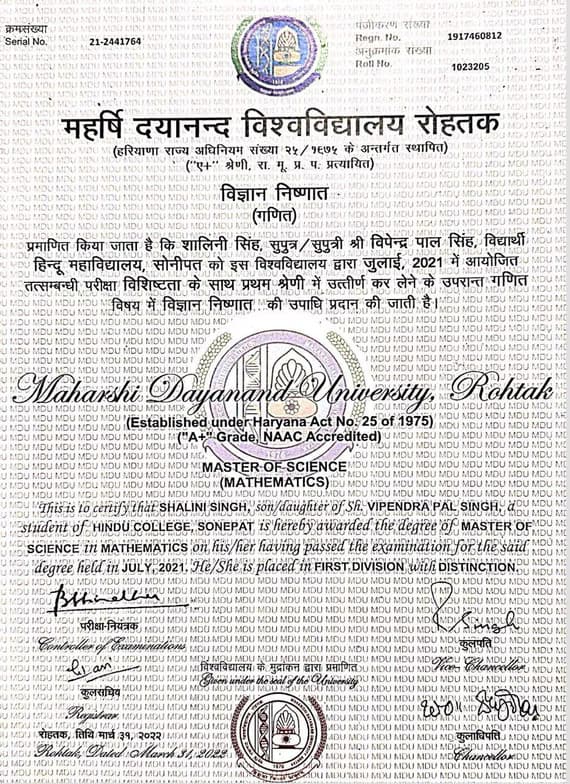 क्रमसंख्या
Serial No. 21-2441764
पंजीकरण संख्या
Regn. No. 1917460812
अनुक्रमांक संख्या
Roll No. 1023205
महर्षि दयानन्द विश्वविद्यालय रोहतक
(हरियाणा राज्य अधिनियम संख्या २५/१९७५ के अन्तर्गत स्थापित)
("ए+" श्रेणी, रा. मू. प्र. प. प्रत्यायित)
विज्ञान निष्णात
(गणित)
प्रमाणित किया जाता है कि शालिनी सिंह, सुपुत्र/सुपुत्री श्री विपेन्द्र पाल सिंह, विद्यार्थी
हिन्दू महाविद्यालय, सोनीपत को इस विश्वविद्यालय द्वारा जुलाई, 2021 में आयोजित
तत्सम्बन्धी परीक्षा विशिष्टता के साथ प्रथम श्रेणी में उत्तीर्ण कर लेने के उपरान्त गणित
विषय में विज्ञान निष्णात की उपाधि प्रदान की जाती है।
Maharshi Dayanand University, Rohtak
(Established under Haryana Act No. 25 of 1975)
("A+" Grade, NAAC Accredited)
MASTER OF SCIENCE
(MATHEMATICS)
This is to certify that SHALINI SINGH, son/daughter of Sh. VIPENDRA PAL SINGH, a
student of HINDU COLLEGE, SONEPAT is hereby awarded the degree of MASTER OF
SCIENCE in MATHEMATICS on his/her having passed the examination for the said
degree held in JULY, 2021. He/She is placed in FIRST DIVISION with DISTINCTION.
परीक्षा-नियंत्रक
Controller of Examinations
कुलपति
Vice-Chancellor
कुलसचिव
Registrar
विश्वविद्यालय के मुद्रांकन द्वारा प्रमाणित
Given under the seal of the University
रोहतक, तिथि मार्च ३१, २०२२
Rohtak, Dated March 31, 2022
कुलाधिपति
Chancellor